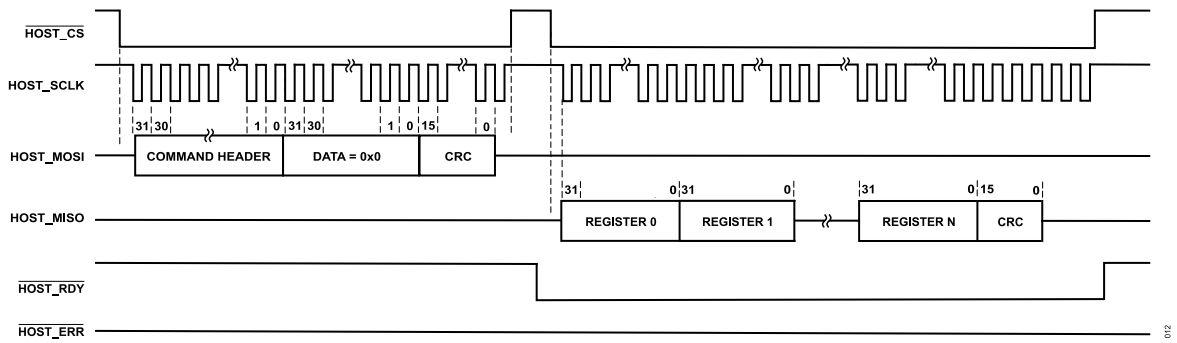 HOST_CS
HOST_SCLK
31 30 1 0 31 30 1 0 15 0
HOST_MOSI COMMAND HEADER DATA = 0x0 CRC
31 0 31 0 31 0 15 0
HOST_MISO REGISTER 0 REGISTER 1 REGISTER N CRC
HOST_RDY
HOST_ERR
012